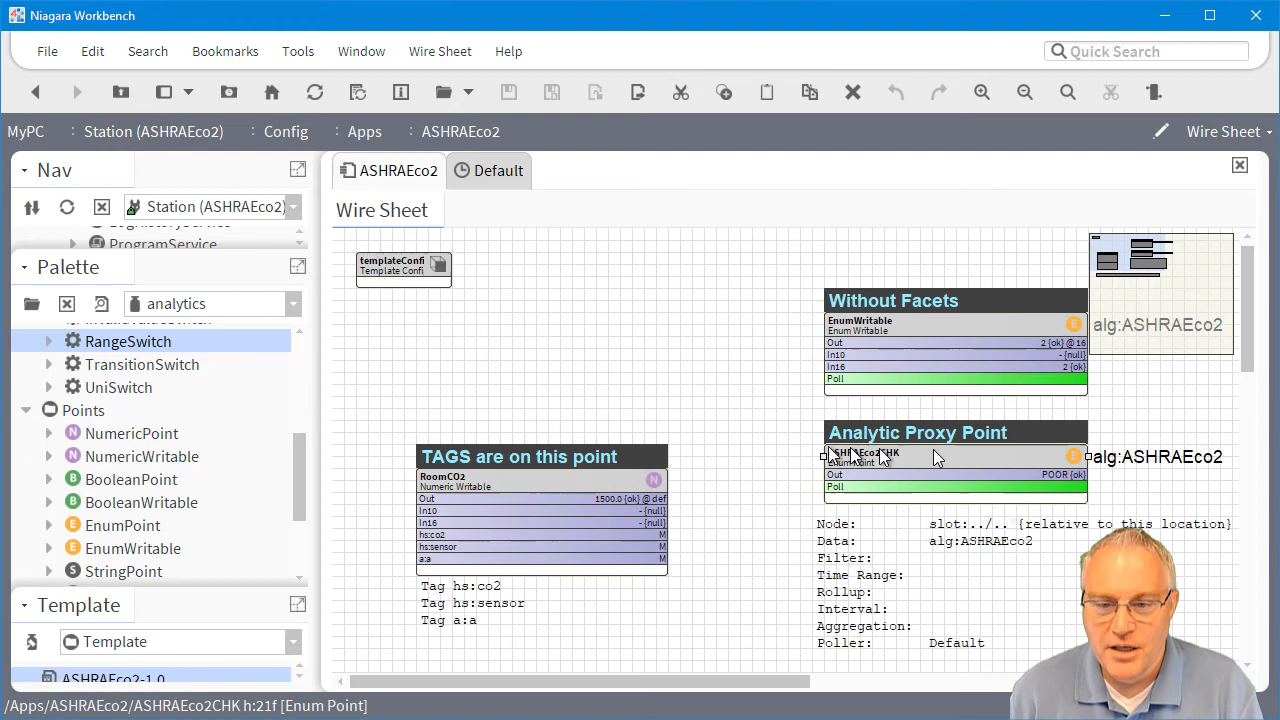 Niagara Workbench
File Edit Search Bookmarks Tools Window Wire Sheet Help
Quick Search
MyPC : Station (ASHRAEco2) : Config : Apps : ASHRAEco2
Wire Sheet
Nav
Station (ASHRAEco2)
ProgramService
Palette
analytics
RangeSwitch
TransitionSwitch
UniSwitch
Points
NumericPoint
NumericWritable
BooleanPoint
BooleanWritable
EnumPoint
EnumWritable
StringPoint
Template
Template
ASHRAEco2-1.0
ASHRAEco2
Default
Wire Sheet
templateConfi
Template Confi
TAGS are on this point
RoomCO2
Numeric Writable
Out 1500.0 {ok} @ def
In10 - {null}
In16 - {null}
hs:co2 M
hs:sensor M
a:a M
Tag hs:co2
Tag hs:sensor
Tag a:a
Without Facets
EnumWritable
Enum Writable
Out 2 {ok} @ 16
In10 - {null}
In16 2 {ok}
Poll
alg:ASHRAEco2
Analytic Proxy Point
Enum Point
Out POOR {ok}
Poll
alg:ASHRAEco2
Node: slot:../.. {relative to this location}
Data: alg:ASHRAEco2
Filter:
Time Range:
Rollup:
Interval:
Aggregation:
Poller: Default
/Apps/ASHRAEco2/ASHRAEco2CHK h:21f [Enum Point]